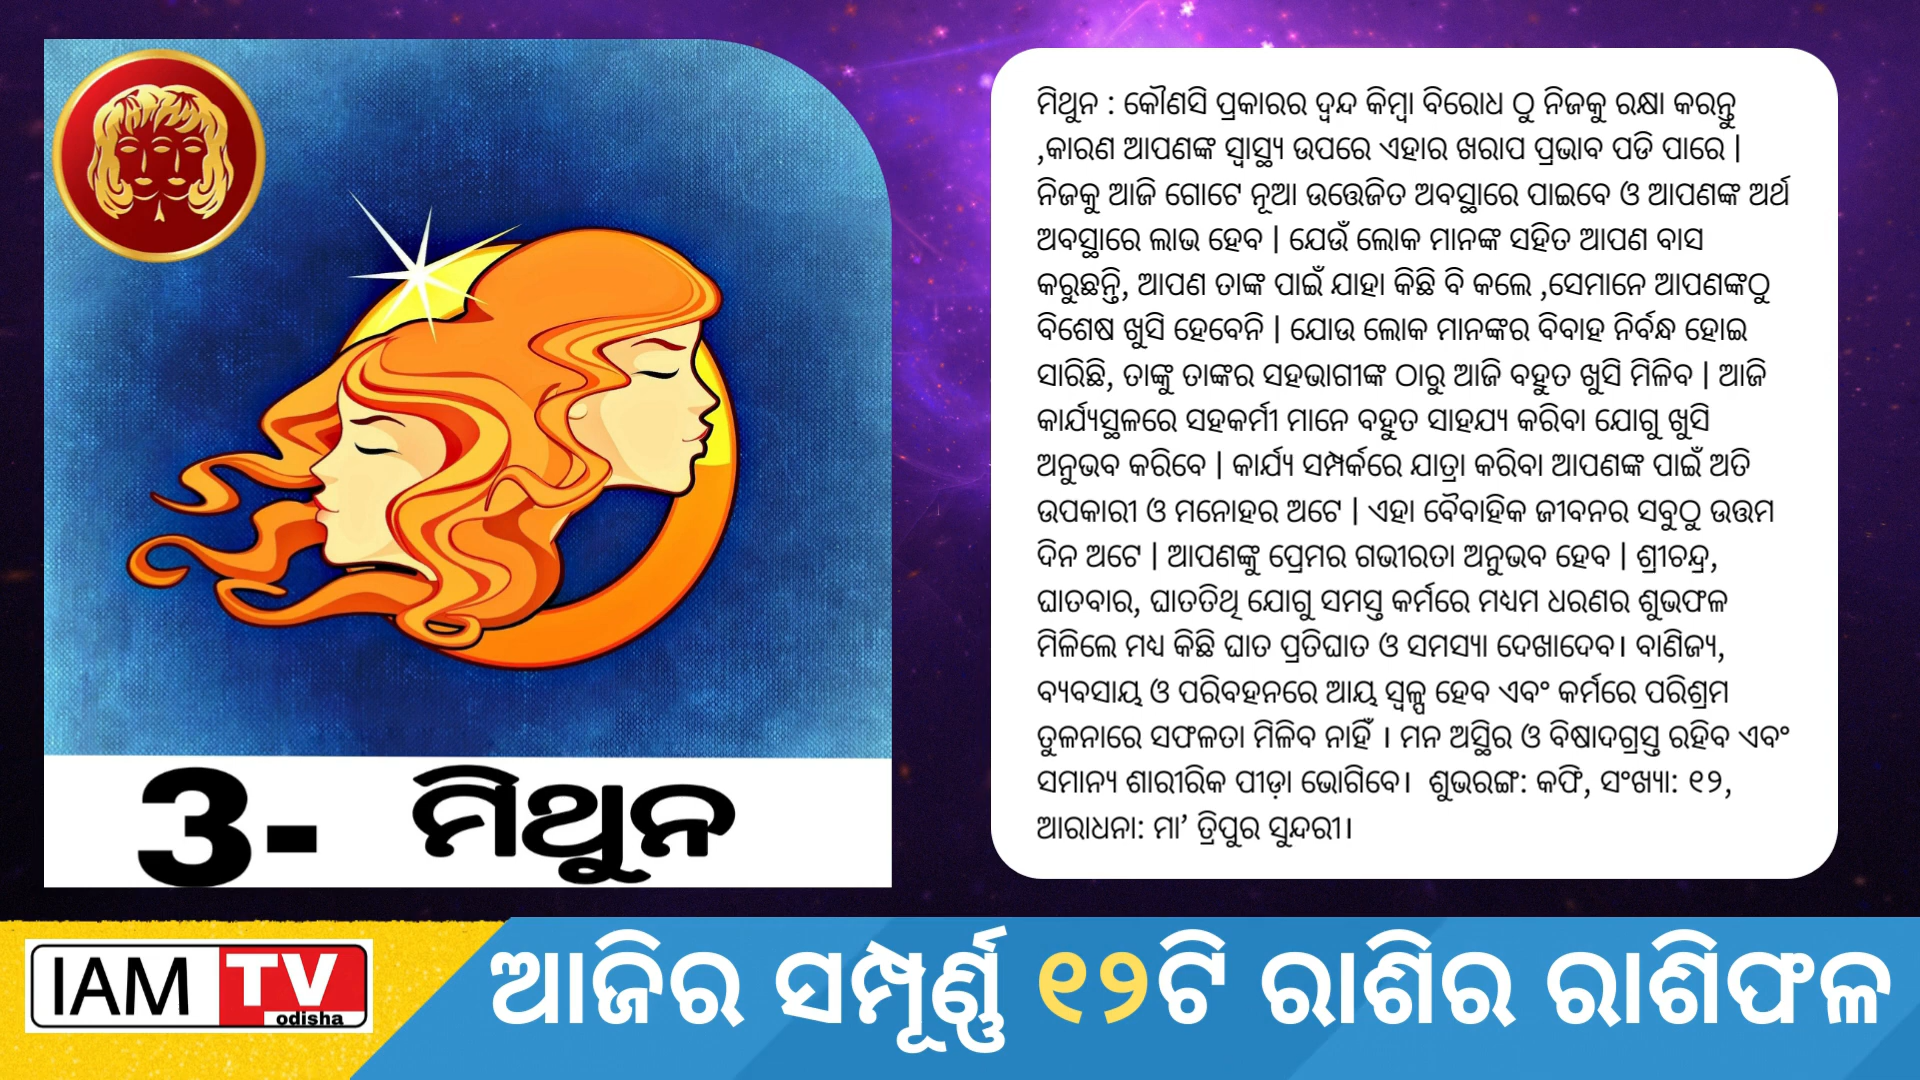 ମିଥୁନ : କୌଣସି ପ୍ରକାରର ଦ୍ୱନ୍ଦ କିମ୍ବା ବିରୋଧ ଠୁ ନିଜକୁ ରକ୍ଷା କରନ୍ତୁ
,କାରଣ ଆପଣଙ୍କ ସ୍ୱାସ୍ଥ୍ୟ ଉପରେ ଏହାର ଖରାପ ପ୍ରଭାବ ପଡି ପାରେ |
ନିଜକୁ ଆଜି ଗୋଟେ ନୂଆ ଉତ୍ତେଜିତ ଅବସ୍ଥାରେ ପାଇବେ ଓ ଆପଣଙ୍କ ଅର୍ଥ
ଅବସ୍ଥାରେ ଲାଭ ହେବ | ଯେଉଁ ଲୋକ ମାନଙ୍କ ସହିତ ଆପଣ ବାସ
କରୁଛନ୍ତି, ଆପଣ ତାଙ୍କ ପାଇଁ ଯାହା କିଛି ବି କଲେ ,ସେମାନେ ଆପଣଙ୍କଠୁ
ବିଶେଷ ଖୁସି ହେବେନି | ଯୋଉ ଲୋକ ମାନଙ୍କର ବିବାହ ନିର୍ବନ୍ଧ ହୋଇ
ସାରିଛି, ତାଙ୍କୁ ତାଙ୍କର ସହଭାଗୀଙ୍କ ଠାରୁ ଆଜି ବହୁତ ଖୁସି ମିଳିବ | ଆଜି
କାର୍ଯ୍ୟସ୍ଥଳରେ ସହକର୍ମୀ ମାନେ ବହୁତ ସାହଯ୍ୟ କରିବା ଯୋଗୁ ଖୁସି
ଅନୁଭବ କରିବେ | କାର୍ଯ୍ୟ ସମ୍ପର୍କରେ ଯାତ୍ରା କରିବା ଆପଣଙ୍କ ପାଇଁ ଅତି
ଉପକାରୀ ଓ ମନୋହର ଅଟେ | ଏହା ବୈବାହିକ ଜୀବନର ସବୁଠୁ ଉତ୍ତମ
ଦିନ ଅଟେ | ଆପଣଙ୍କୁ ପ୍ରେମର ଗଭୀରତା ଅନୁଭବ ହେବ | ଶ୍ରୀଚନ୍ଦ୍ର,
ଘାତବାର, ଘାତତିଥି ଯୋଗୁ ସମସ୍ତ କର୍ମରେ ମଧ୍ୟମ ଧରଣର ଶୁଭଫଳ
ମିଳିଲେ ମଧ୍ୟ କିଛି ଘାତ ପ୍ରତିଘାତ ଓ ସମସ୍ୟା ଦେଖାଦେବ। ବାଣିଜ୍ୟ,
ବ୍ୟବସାୟ ଓ ପରିବହନରେ ଆୟ ସ୍ୱଳ୍ପ ହେବ ଏବଂ କର୍ମରେ ପରିଶ୍ରମ
ତୁଳନାରେ ସଫଳତା ମିଳିବ ନାହିଁ । ମନ ଅସ୍ଥିର ଓ ବିଷାଦଗ୍ରସ୍ତ ରହିବ ଏବଂ
ସମାନ୍ୟ ଶାରୀରିକ ପୀଡ଼ା ଭୋଗିବେ। ଶୁଭରଙ୍ଗ: କଫି, ସଂଖ୍ୟା: ୧୨,
ଆରାଧନା: ମା’ ତ୍ରିପୁର ସୁନ୍ଦରୀ।
3- ମିଥୁନ
IAM TV
odisha
ଆଜିର ସମ୍ପୂର୍ଣ୍ଣ ୧୨ଟି ରାଶିର ରାଶିଫଳ